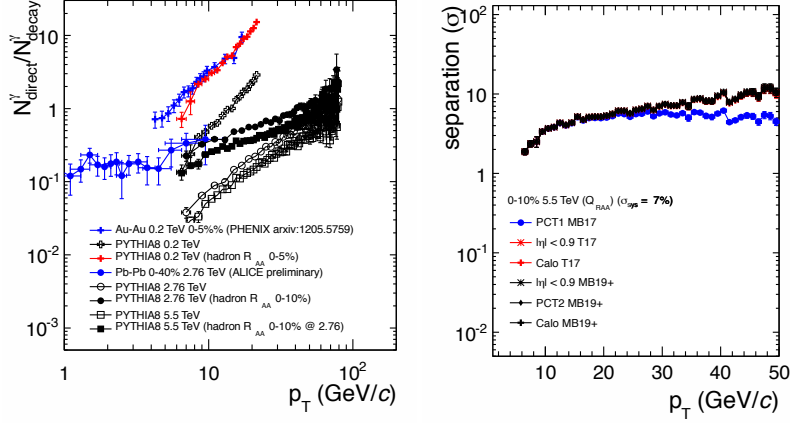 N^γ_direct/N^γ_decay
10
1
10^-1
10^-2
10^-3
Au-Au 0.2 TeV 0-5%% (PHENIX arxiv:1205.5759)
PYTHIA8 0.2 TeV
PYTHIA8 0.2 TeV (hadron R_AA 0-5%)
Pb-Pb 0-40% 2.76 TeV (ALICE preliminary)
PYTHIA8 2.76 TeV
PYTHIA8 2.76 TeV (hadron R_AA 0-10%)
PYTHIA8 5.5 TeV
PYTHIA8 5.5 TeV (hadron R_AA 0-10% @ 2.76)
1 10 10^2
p_T (GeV/c)
separation (σ)
10^2
10
1
10^-1
10^-2
0-10% 5.5 TeV (Q_RAA) (σ_sys = 7%)
PCT1 MB17
|η| < 0.9 T17
Calo T17
|η| < 0.9 MB19+
PCT2 MB19+
Calo MB19+
10 20 30 40 50
p_T (GeV/c)